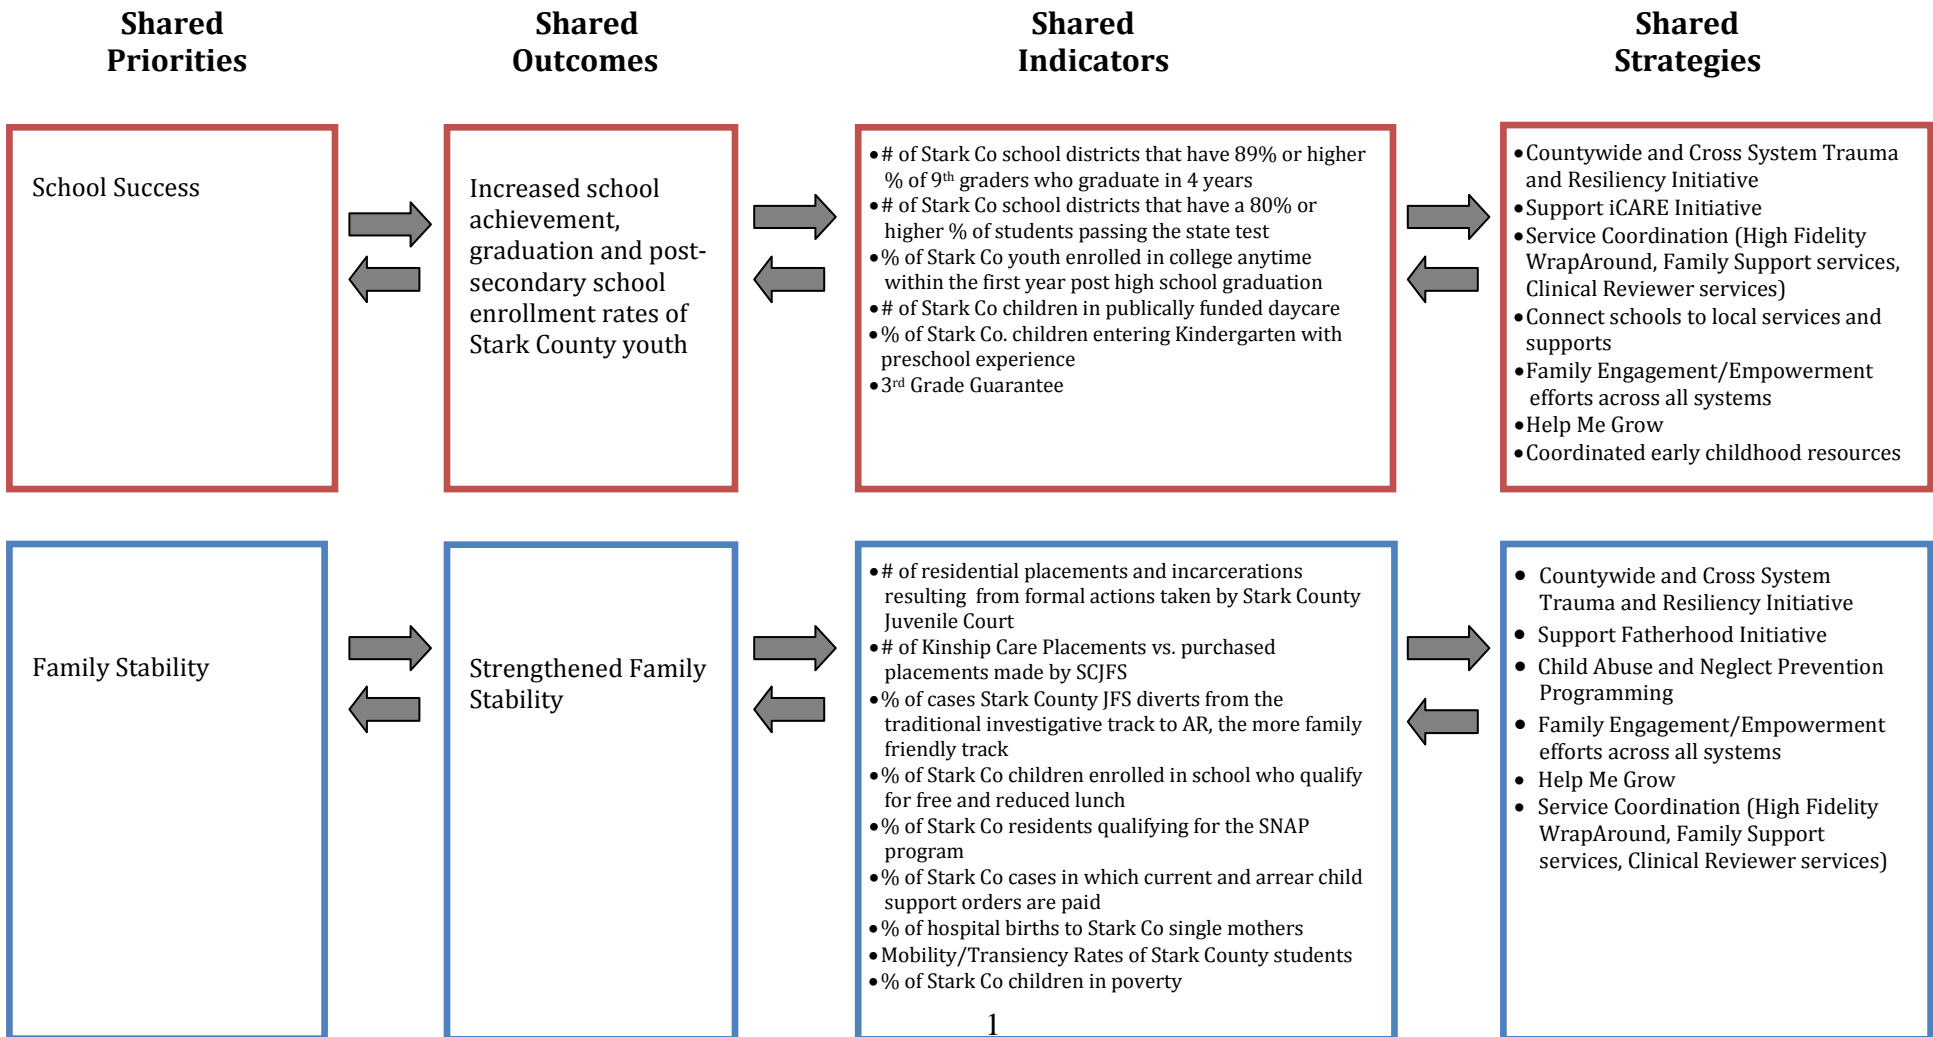 Shared
Priorities
Shared
Outcomes
Shared
Indicators
Shared
Strategies
School Success
Increased school
achievement,
graduation and post-
secondary school
enrollment rates of
Stark County youth
•# of Stark Co school districts that have 89% or higher
% of 9th graders who graduate in 4 years
•# of Stark Co school districts that have a 80% or
higher % of students passing the state test
•% of Stark Co youth enrolled in college anytime
within the first year post high school graduation
•# of Stark Co children in publically funded daycare
•% of Stark Co. children entering Kindergarten with
preschool experience
•3rd Grade Guarantee
•Countywide and Cross System Trauma
and Resiliency Initiative
•Support iCARE Initiative
•Service Coordination (High Fidelity
WrapAround, Family Support services,
Clinical Reviewer services)
•Connect schools to local services and
supports
•Family Engagement/Empowerment
efforts across all systems
•Help Me Grow
•Coordinated early childhood resources
Family Stability
Strengthened Family
Stability
•# of residential placements and incarcerations
resulting from formal actions taken by Stark County
Juvenile Court
•# of Kinship Care Placements vs. purchased
placements made by SCJFS
•% of cases Stark County JFS diverts from the
traditional investigative track to AR, the more family
friendly track
•% of Stark Co children enrolled in school who qualify
for free and reduced lunch
•% of Stark Co residents qualifying for the SNAP
program
•% of Stark Co cases in which current and arrear child
support orders are paid
•% of hospital births to Stark Co single mothers
•Mobility/Transiency Rates of Stark County students
•% of Stark Co children in poverty
• Countywide and Cross System
Trauma and Resiliency Initiative
• Support Fatherhood Initiative
• Child Abuse and Neglect Prevention
Programming
• Family Engagement/Empowerment
efforts across all systems
• Help Me Grow
• Service Coordination (High Fidelity
WrapAround, Family Support
services, Clinical Reviewer services)
1